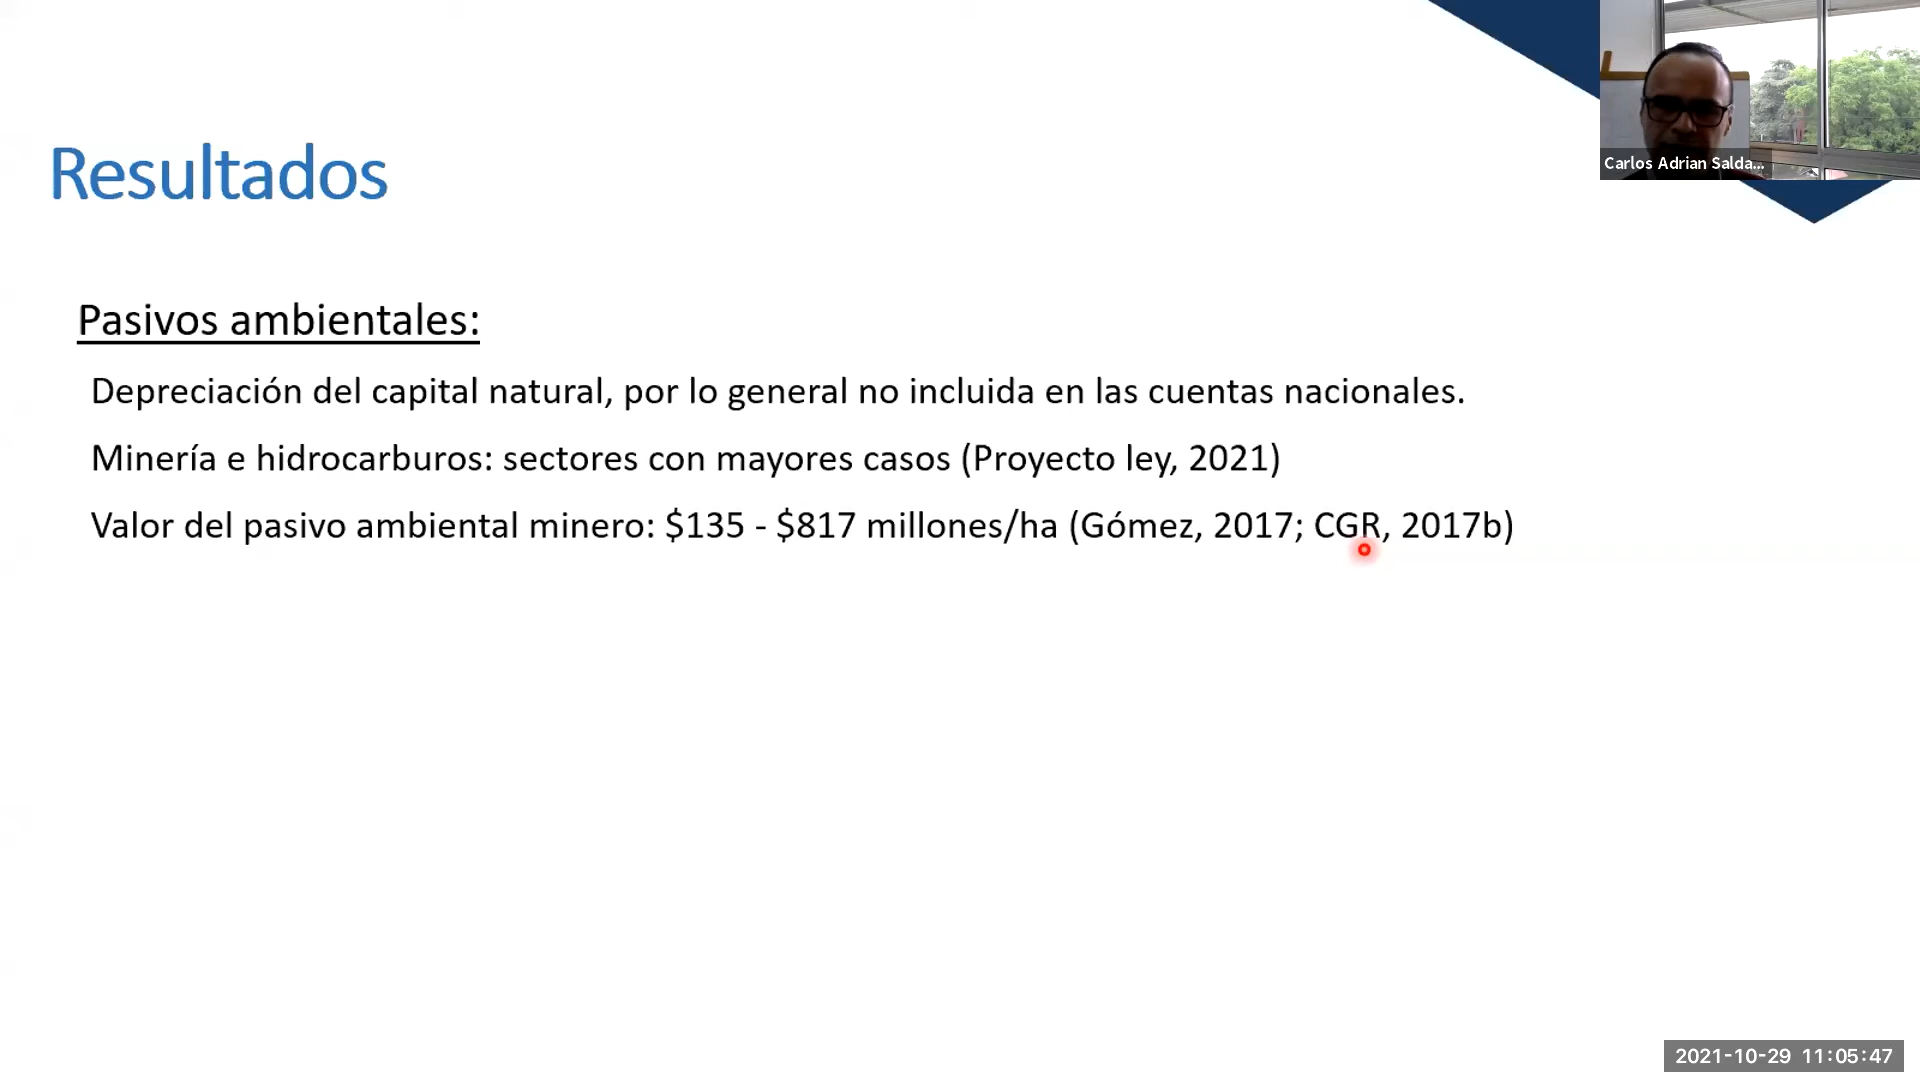 Carlos Adrian Salda...
Resultados
Pasivos ambientales:
Depreciación del capital natural, por lo general no incluida en las cuentas nacionales.
Minería e hidrocarburos: sectores con mayores casos (Proyecto ley, 2021)
Valor del pasivo ambiental minero: $135 - $817 millones/ha (Gómez, 2017; CGR, 2017b)
2021-10-29 11:05:47